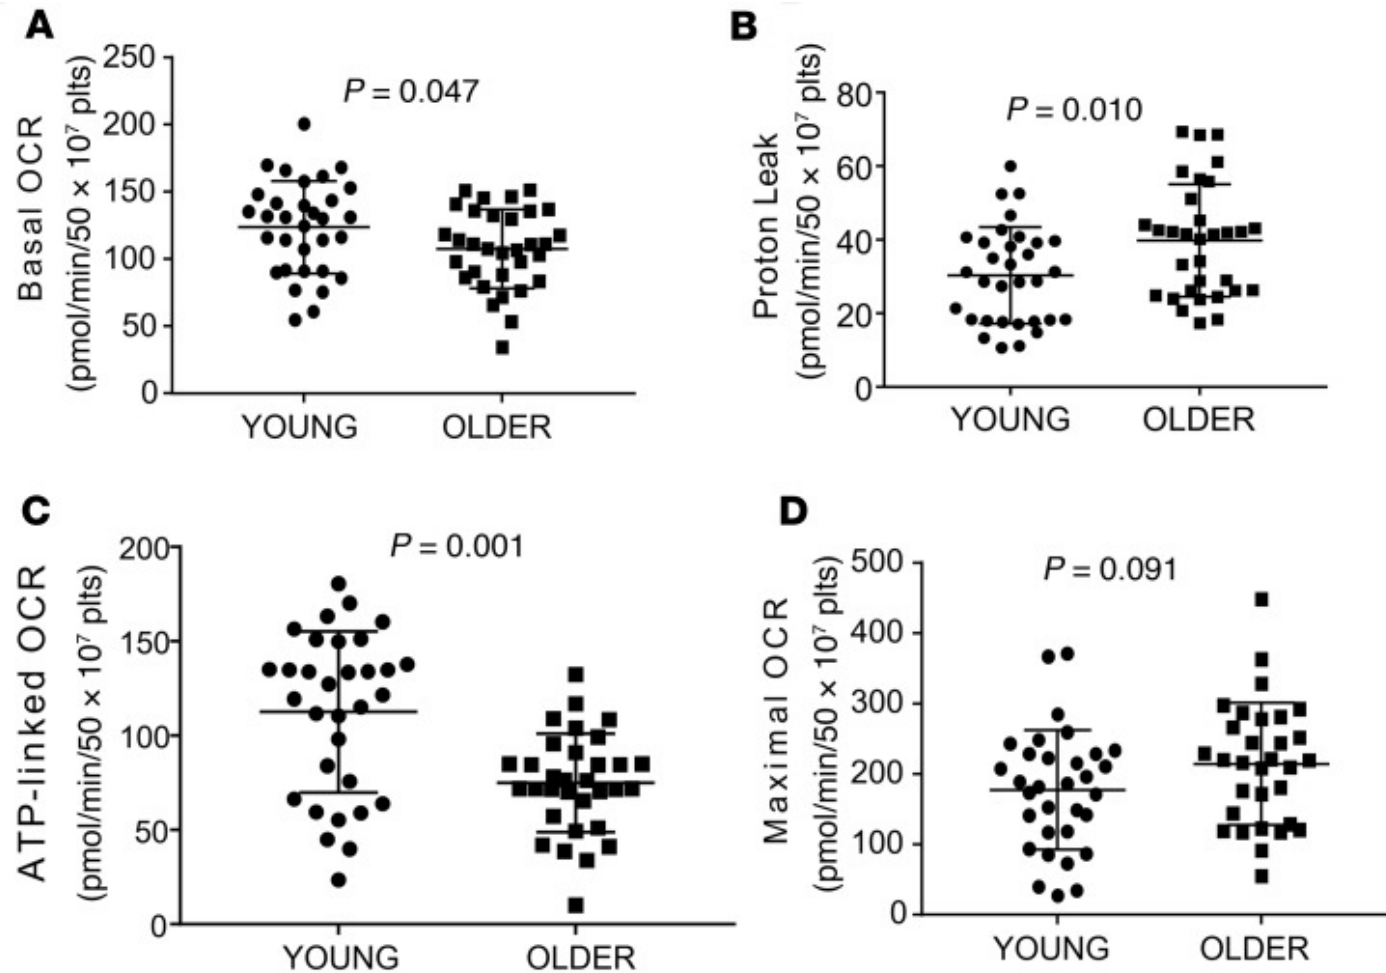 A
Basal OCR
(pmol/min/50 × 10⁷ plts)
250
200
150
100
50
0
P = 0.047
YOUNG
OLDER
B
Proton Leak
(pmol/min/50 × 10⁷ plts)
80
60
40
20
0
P = 0.010
YOUNG
OLDER
C
ATP-linked OCR
(pmol/min/50 × 10⁷ plts)
200
150
100
50
0
P = 0.001
YOUNG
OLDER
D
Maximal OCR
(pmol/min/50 × 10⁷ plts)
500
400
300
200
100
0
P = 0.091
YOUNG
OLDER